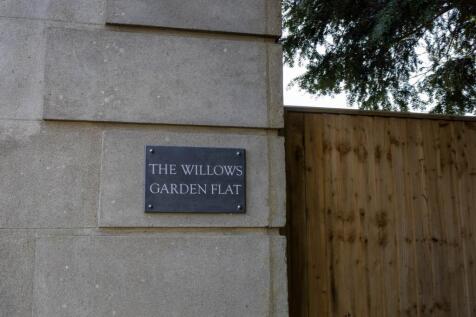 THE WILLOWS
GARDEN FLAT